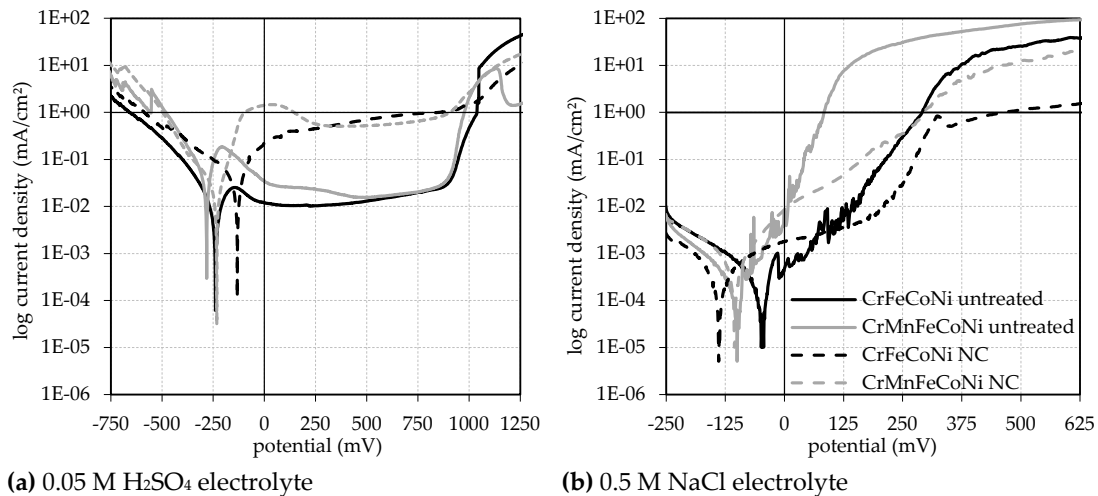 1E+02
1E+01
1E+00
1E-01
1E-02
1E-03
1E-04
1E-05
1E-06
log current density (mA/cm²)
-750 -500 -250 0 250 500 750 1000 1250
potential (mV)
(a) 0.05 M H₂SO₄ electrolyte
1E+02
1E+01
1E+00
1E-01
1E-02
1E-03
1E-04
1E-05
1E-06
log current density (mA/cm²)
CrFeCoNi untreated
CrMnFeCoNi untreated
CrFeCoNi NC
CrMnFeCoNi NC
-250 -125 0 125 250 375 500 625
potential (mV)
(b) 0.5 M NaCl electrolyte